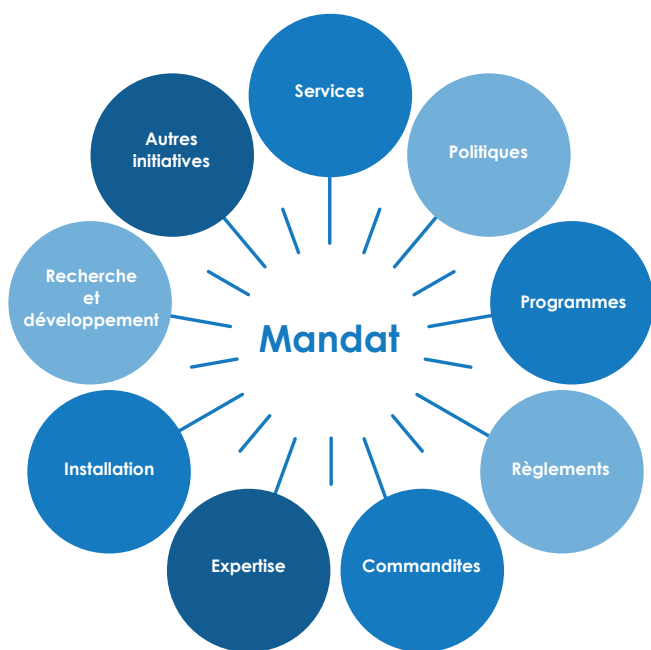 Services
Politiques
Autres
initiatives
Programmes
Recherche
et
développement
Mandat
Règlements
Installation
Commandites
Expertise